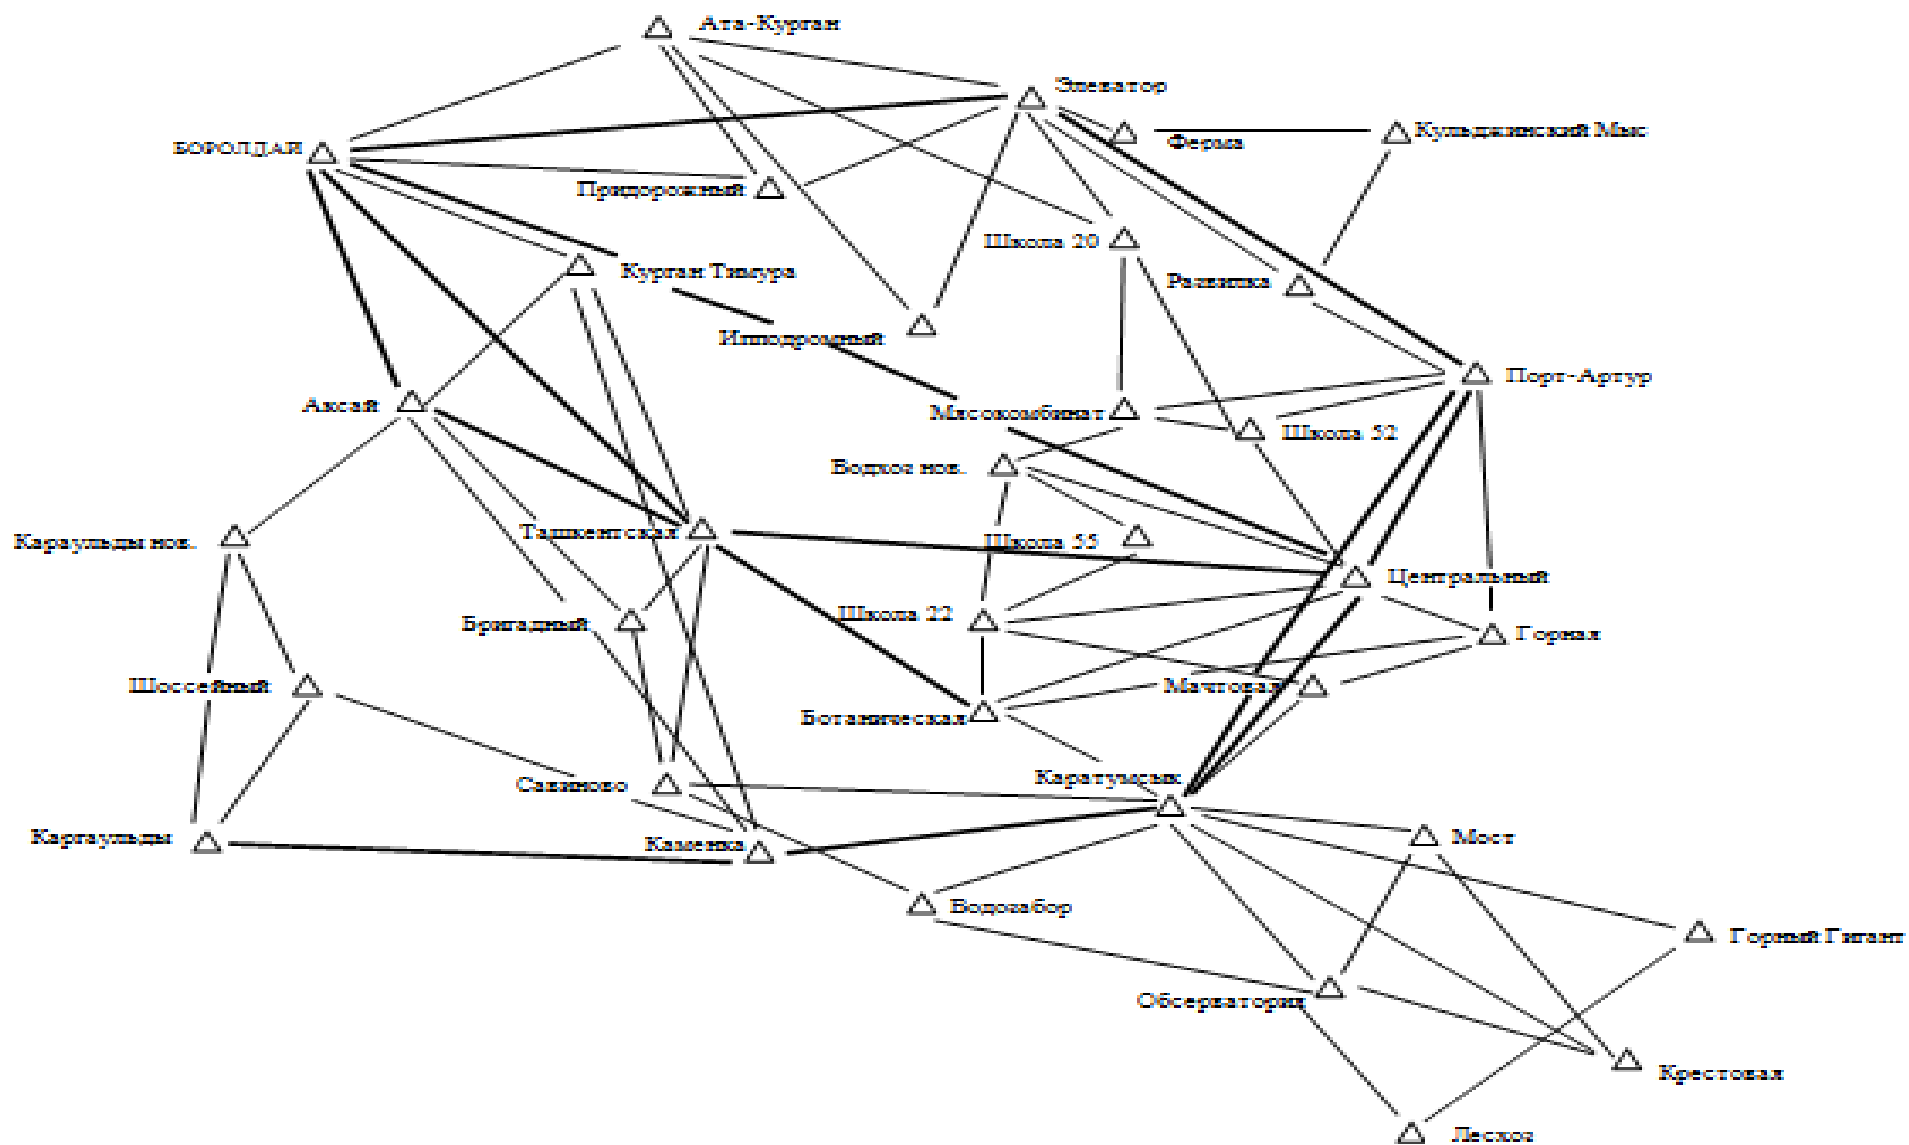 Ата-Курган
Элеватор
БОРОЛДАЙ
Ферма
Кульджинский Мыс
Придорожный
Школа 20
Курган Тимура
Развилка
Ипподромный
Порт-Артур
Аксай
Мясокомбинат
Школа 52
Водхоз нов.
Караульды нов.
Ташкентская
Школа 55
Центральный
Бригадный
Школа 22
Горная
Шоссейный
Мачтовая
Ботаническая
Савиново
Каратумсык
Каргаульды
Каменка
Мост
Водозабор
Горный Гигант
Обсерватория
Крестовая
Лесхоз